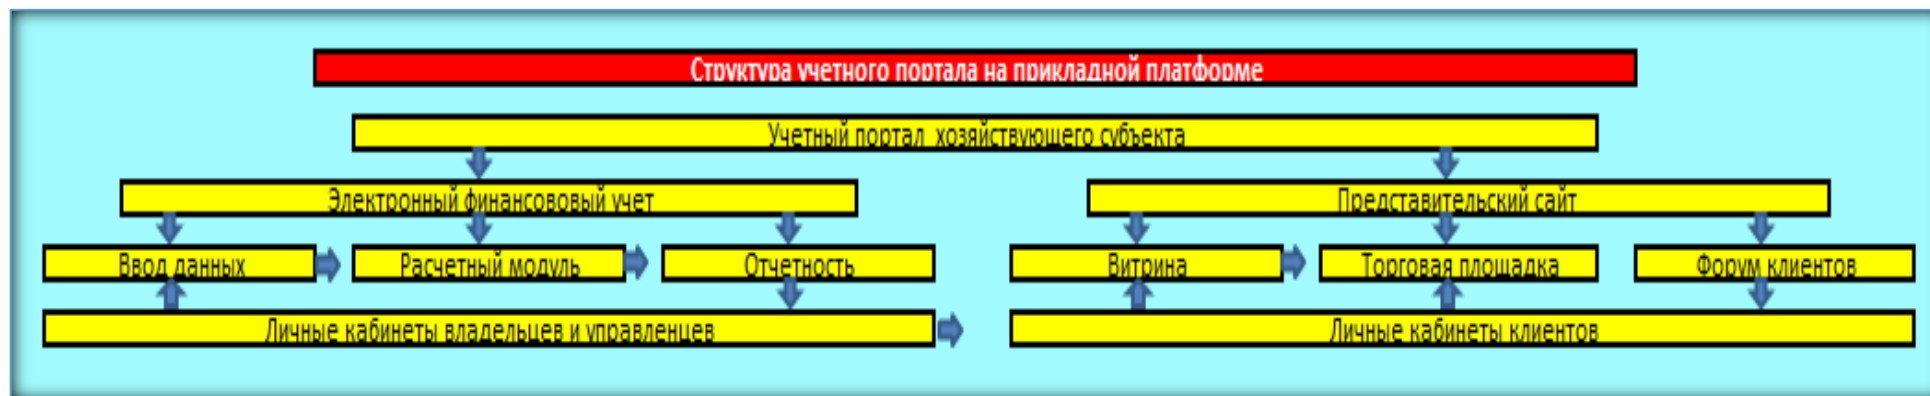 Структура учетного портала на прикладной платформе
Учетный портал хозяйствующего субъекта
Электронный финансововый учет
Представительский сайт
Ввод данных
Расчетный модуль
Отчетность
Витрина
Торговая площадка
Форум клиентов
Личные кабинеты владельцев и управленцев
Личные кабинеты клиентов